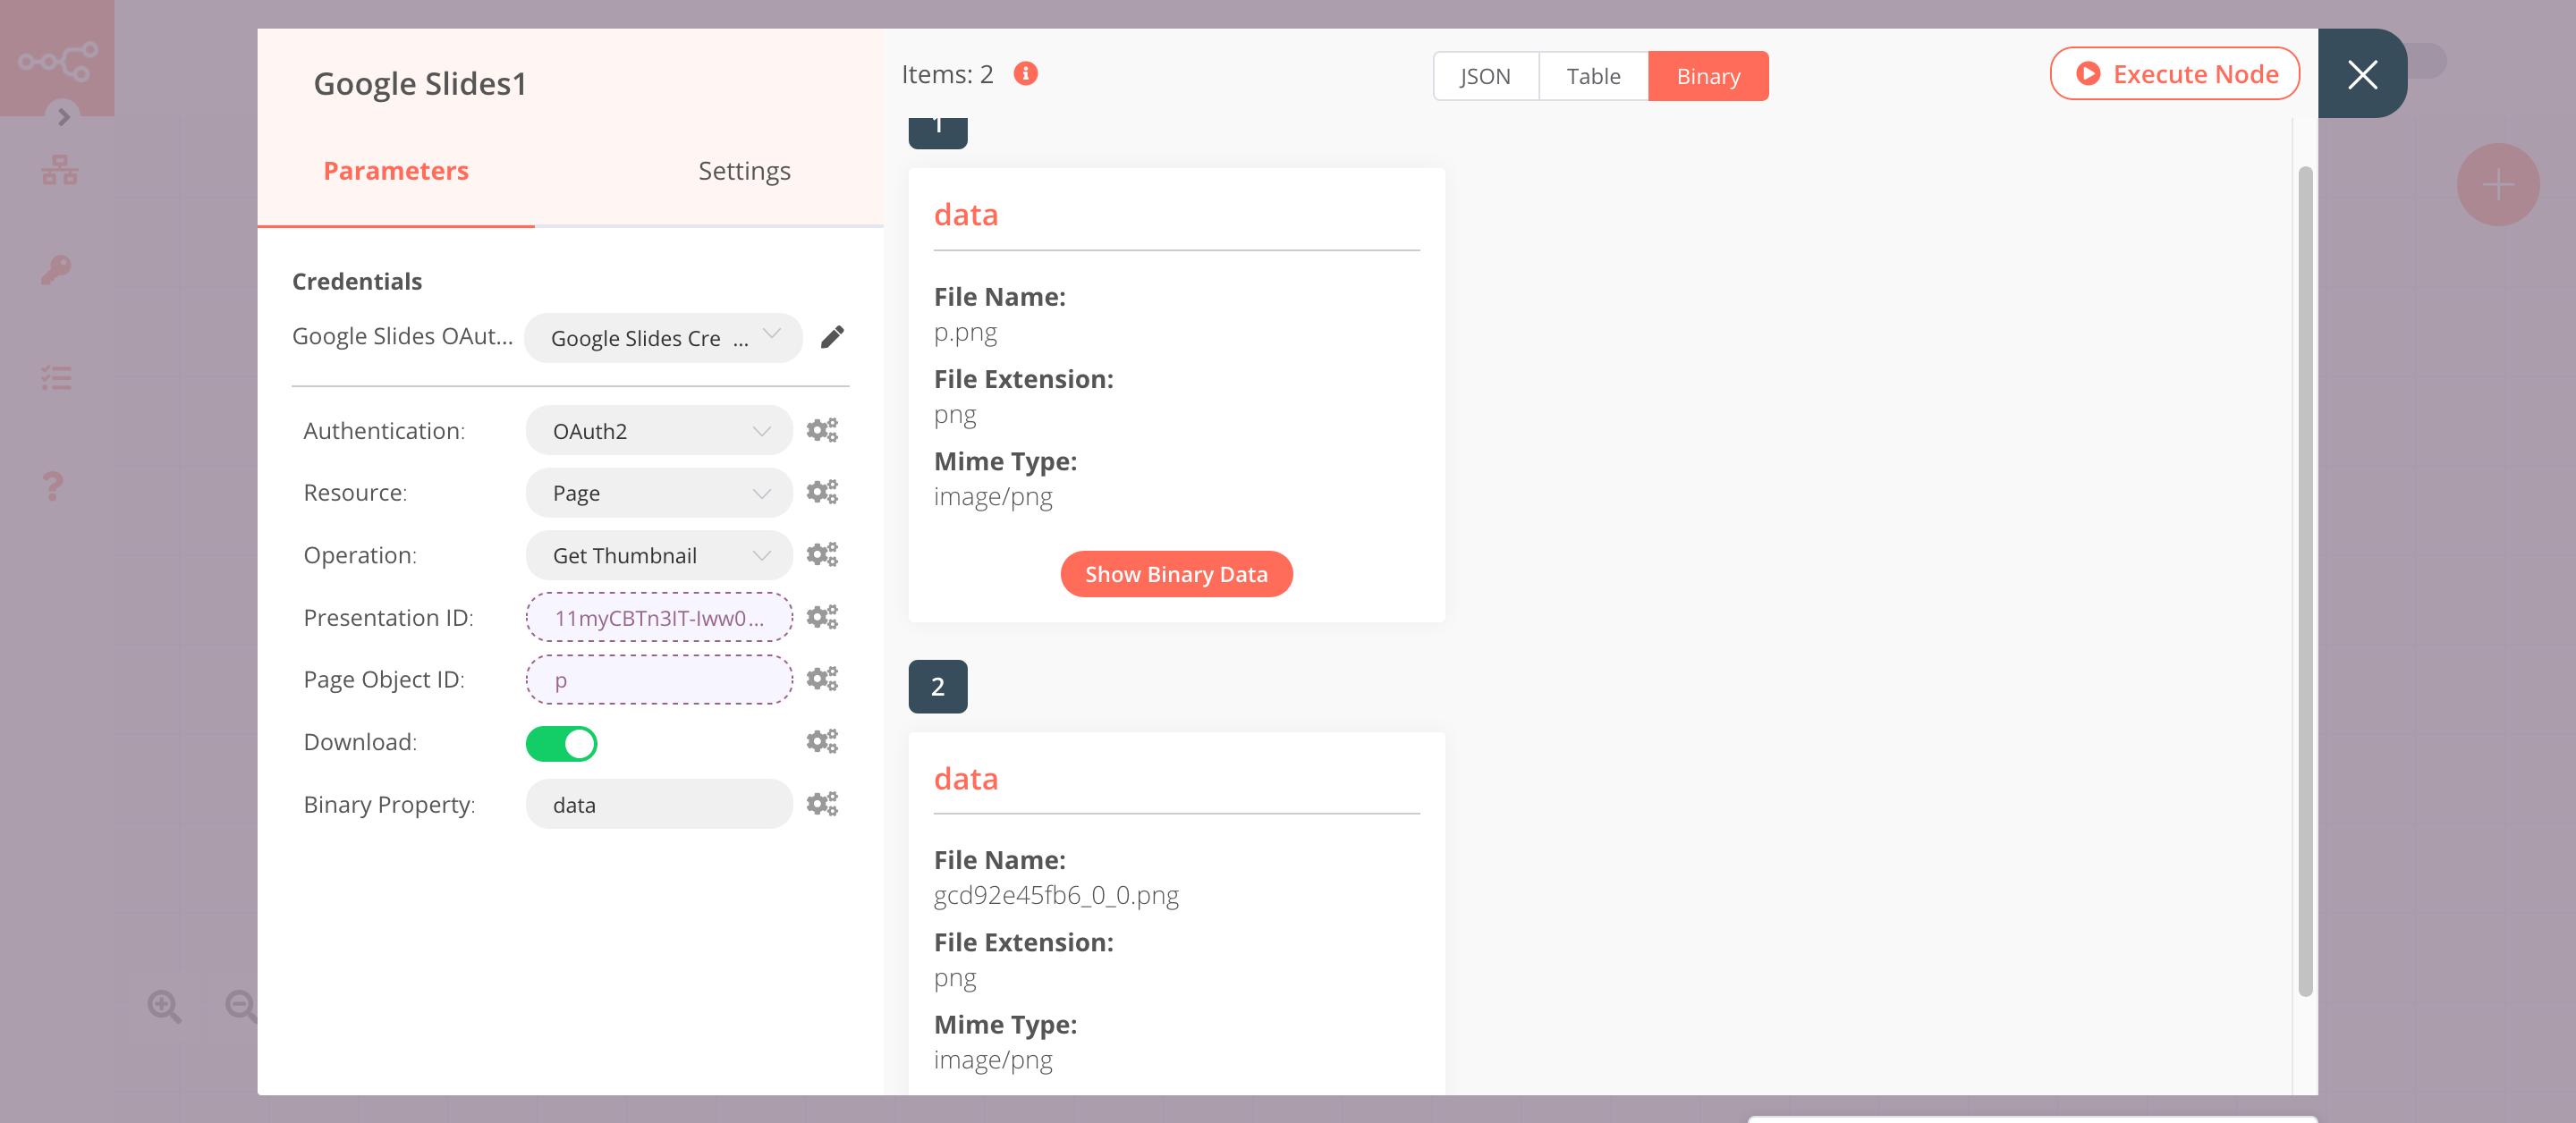 Google Slides1
Parameters
Settings
Credentials
Google Slides OAut...
Google Slides Cre ...
Authentication:
OAuth2
Resource:
Page
Operation:
Get Thumbnail
Presentation ID:
11myCBTn3IT-Iww0...
Page Object ID:
p
Download:
Binary Property:
data
Items: 2
JSON
Table
Binary
Execute Node
1
data
File Name:
p.png
File Extension:
png
Mime Type:
image/png
Show Binary Data
2
data
File Name:
gcd92e45fb6_0_0.png
File Extension:
png
Mime Type:
image/png